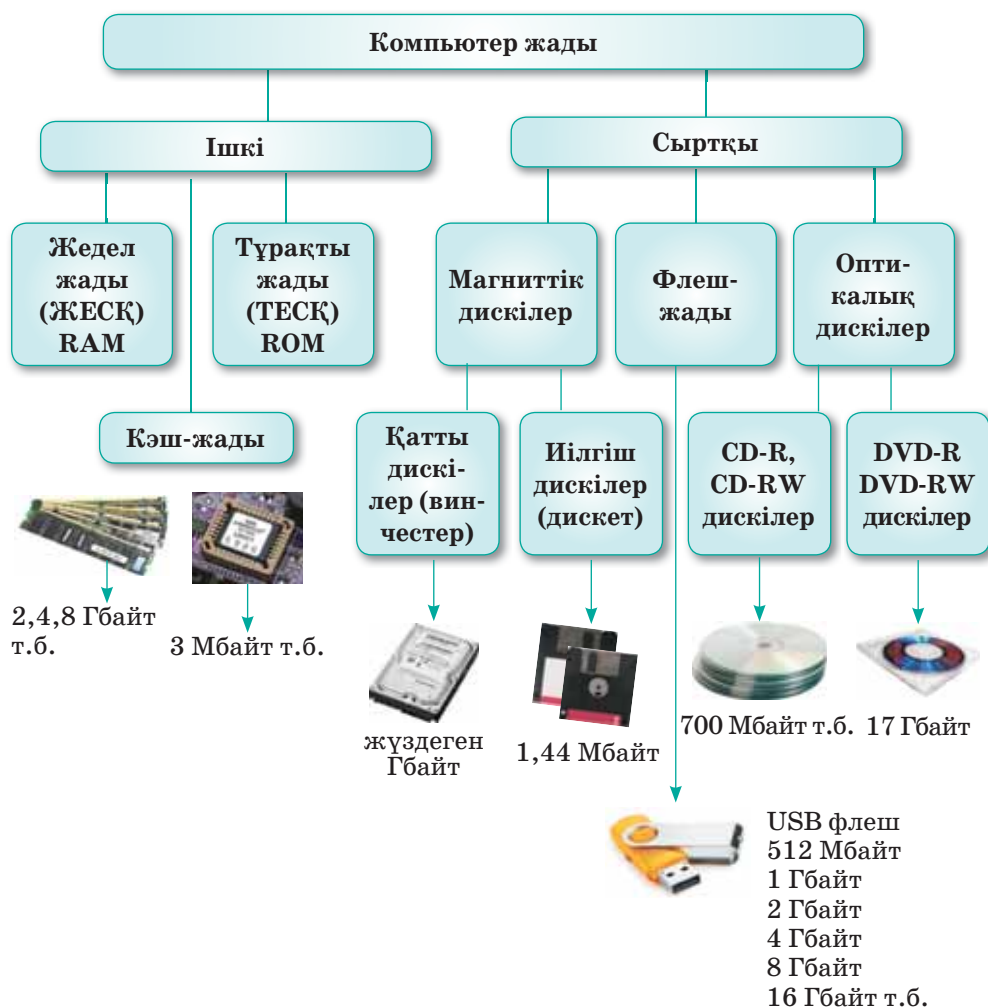 Компьютер жады
Ішкі
Сыртқы
Жедел
жады
(ЖЕСҚ)
RAM
Тұрақты
жады
(ТЕСҚ)
ROM
Кэш-жады
Магниттік
дискілер
Флеш-
жады
Опти-
калық
дискілер
Қатты
дискі-
лер (вин-
честер)
Иілгіш
дискілер
(дискет)
CD-R,
CD-RW
дискілер
DVD-R
DVD-RW
дискілер
2,4,8 Гбайт
т.б.
3 Мбайт т.б.
жүздеген
Гбайт
1,44 Мбайт
700 Мбайт т.б.
17 Гбайт
USB флеш
512 Мбайт
1 Гбайт
2 Гбайт
4 Гбайт
8 Гбайт
16 Гбайт т.б.